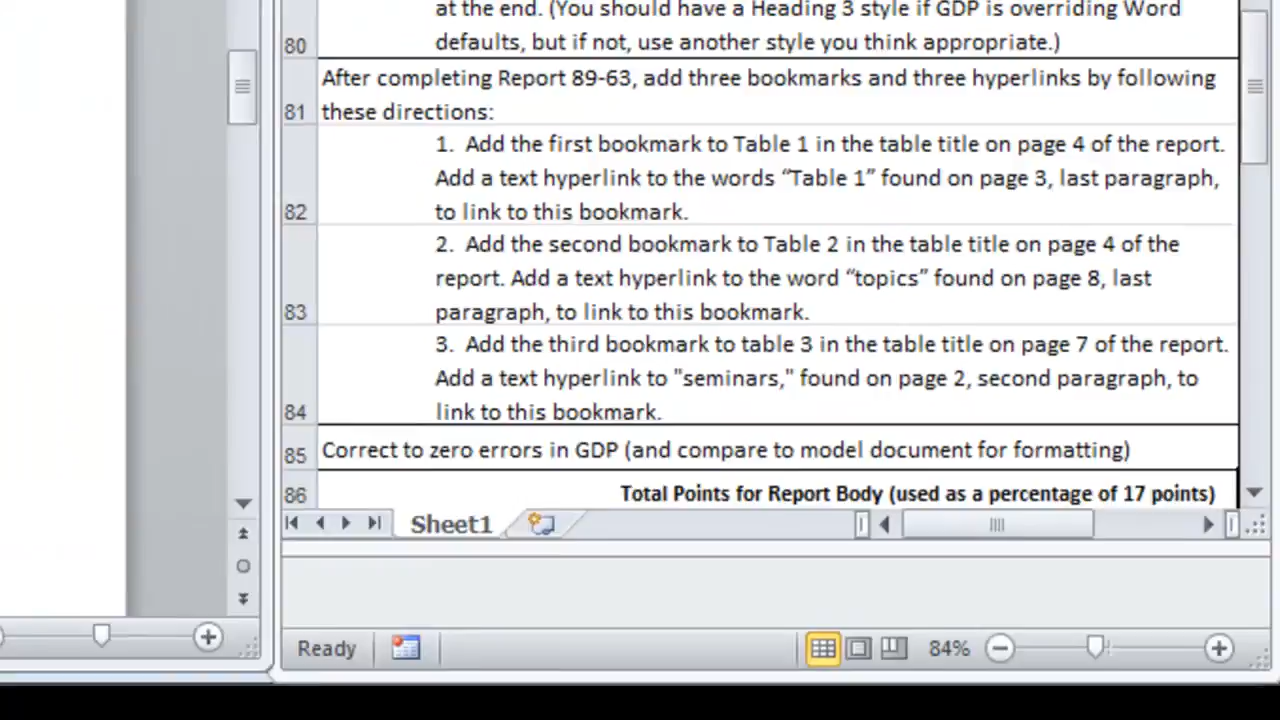 at the end. (You should have a Heading 3 style if GDP is overriding Word
80 defaults, but if not, use another style you think appropriate.)
After completing Report 89-63, add three bookmarks and three hyperlinks by following
81 these directions:
1. Add the first bookmark to Table 1 in the table title on page 4 of the report.
Add a text hyperlink to the words “Table 1” found on page 3, last paragraph,
82 to link to this bookmark.
2. Add the second bookmark to Table 2 in the table title on page 4 of the
report. Add a text hyperlink to the word “topics” found on page 8, last
83 paragraph, to link to this bookmark.
3. Add the third bookmark to table 3 in the table title on page 7 of the report.
Add a text hyperlink to "seminars," found on page 2, second paragraph, to
84 link to this bookmark.
85 Correct to zero errors in GDP (and compare to model document for formatting)
86 Total Points for Report Body (used as a percentage of 17 points)
Sheet1
Ready 84%